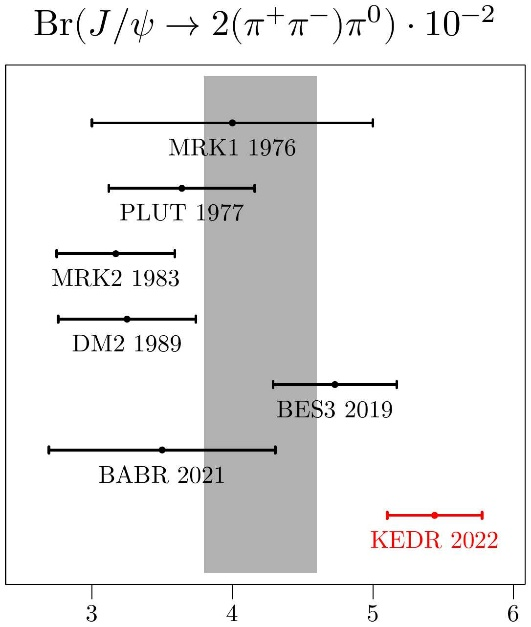 Br(J/ψ → 2(π⁺π⁻)π⁰) · 10⁻²
MRK1 1976
PLUT 1977
MRK2 1983
DM2 1989
BES3 2019
BABR 2021
KEDR 2022
3 4 5 6